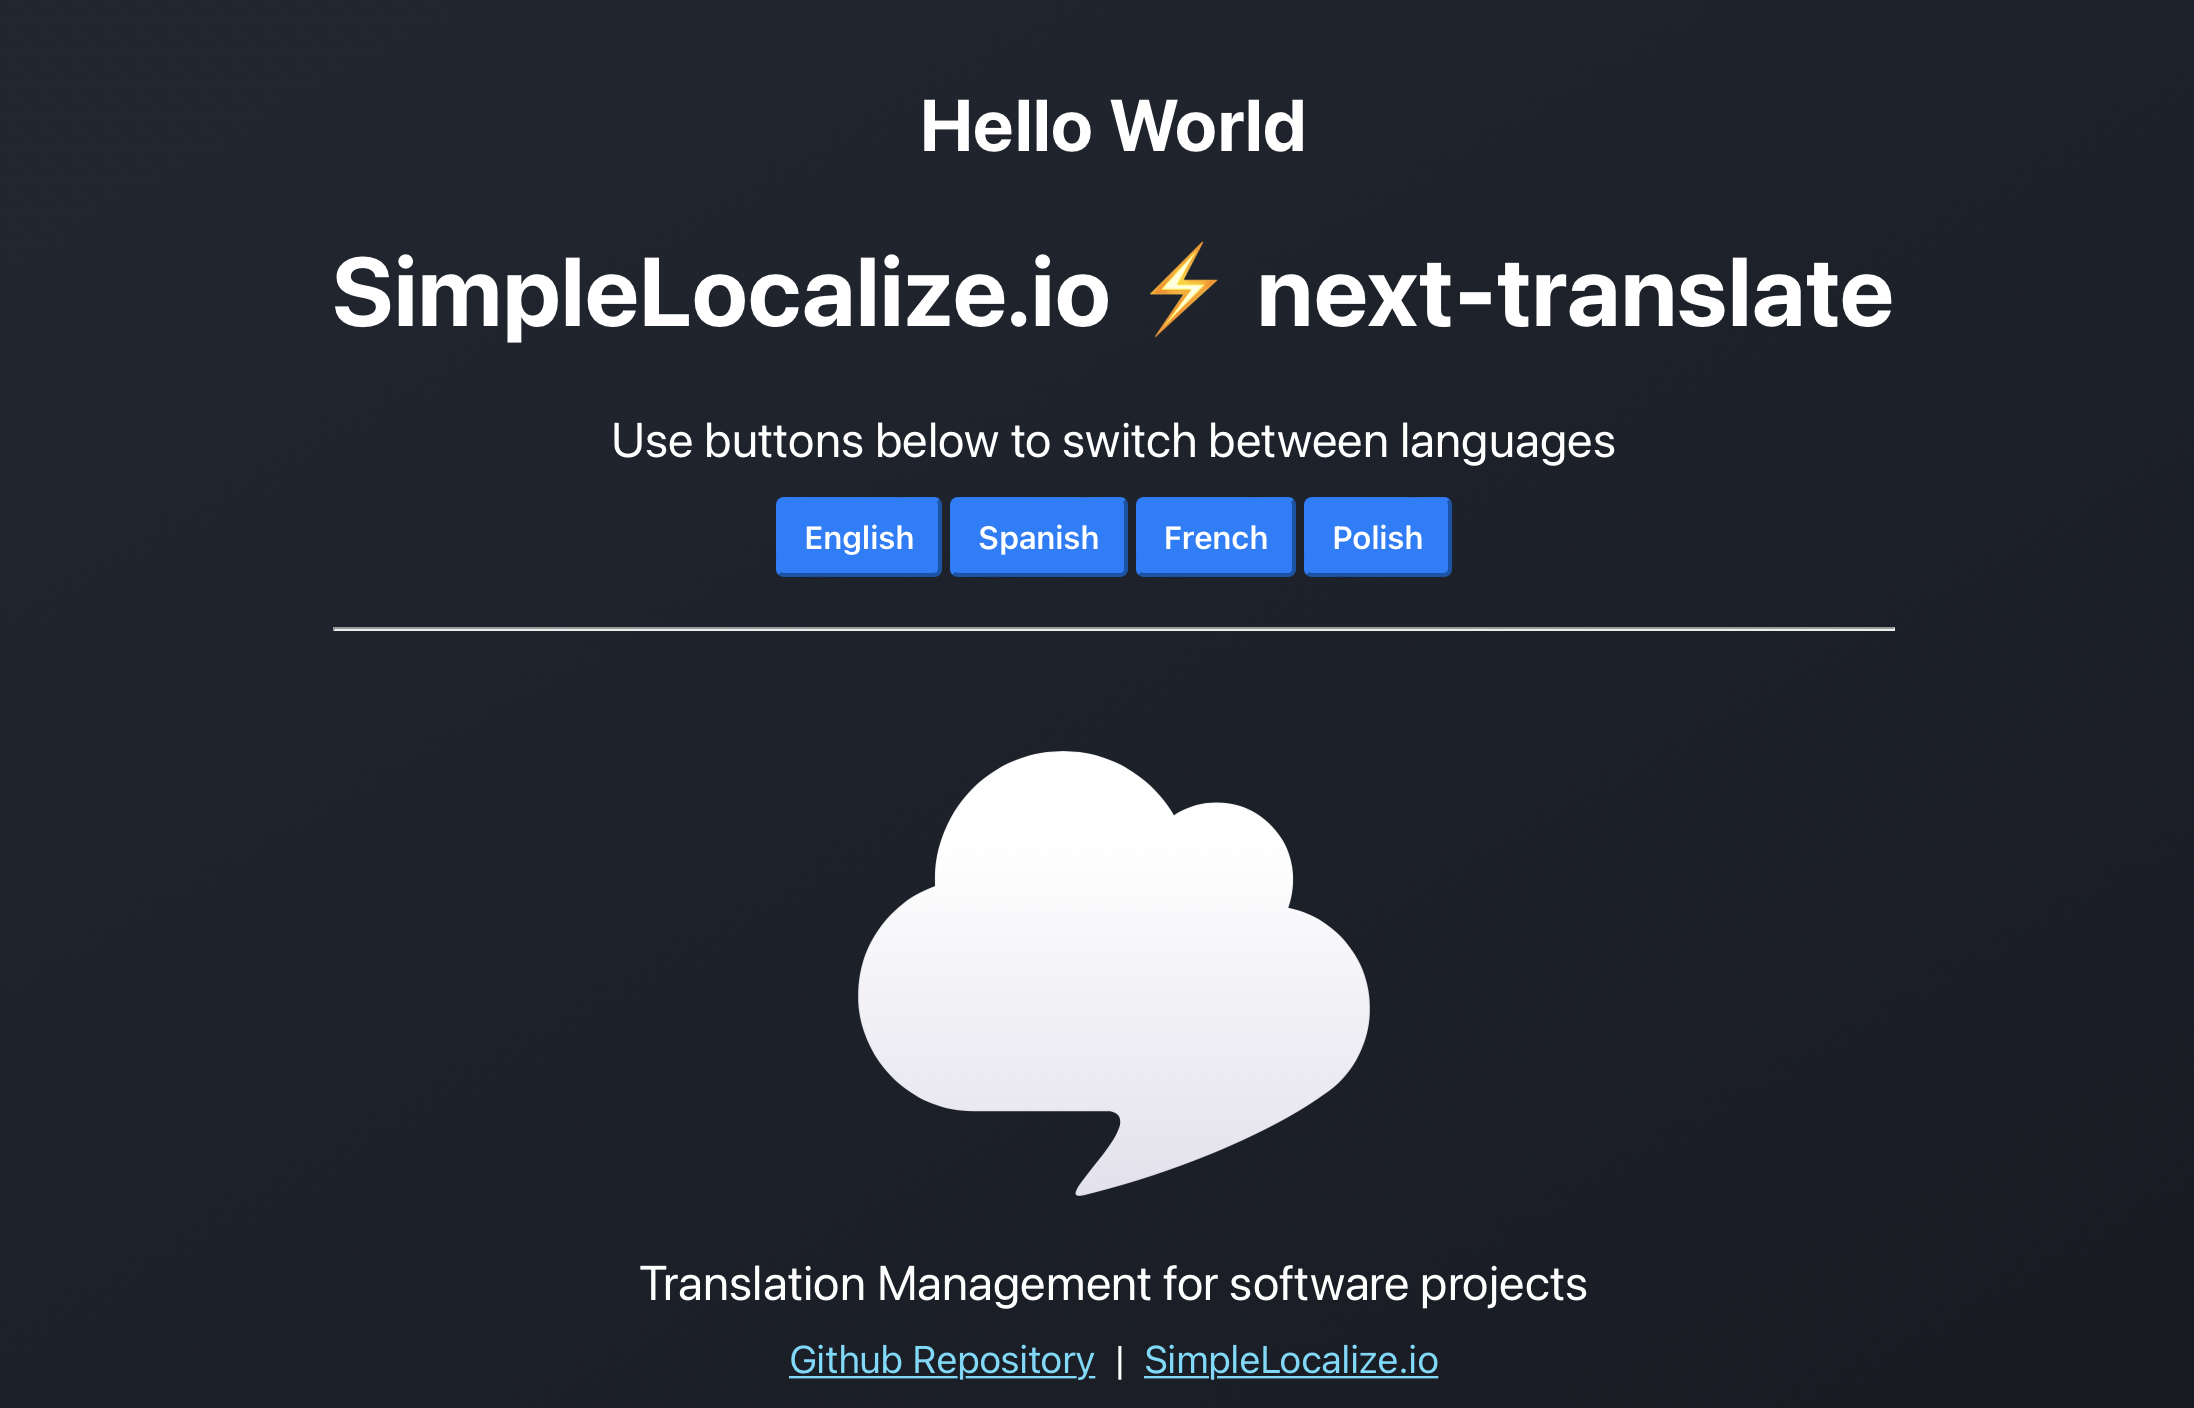 Hello World
SimpleLocalize.io ⚡ next-translate
Use buttons below to switch between languages
English Spanish French Polish
Translation Management for software projects
Github Repository | SimpleLocalize.io